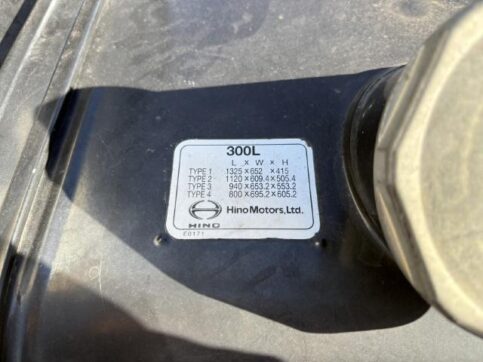 300L
L × W × H
TYPE 1 1325×652 ×415
TYPE 2 1120×609.4×505.4
TYPE 3 940×653.2×553.2
TYPE 4 800×695.2×605.2
Hino Motors, Ltd.
HINO
E0171